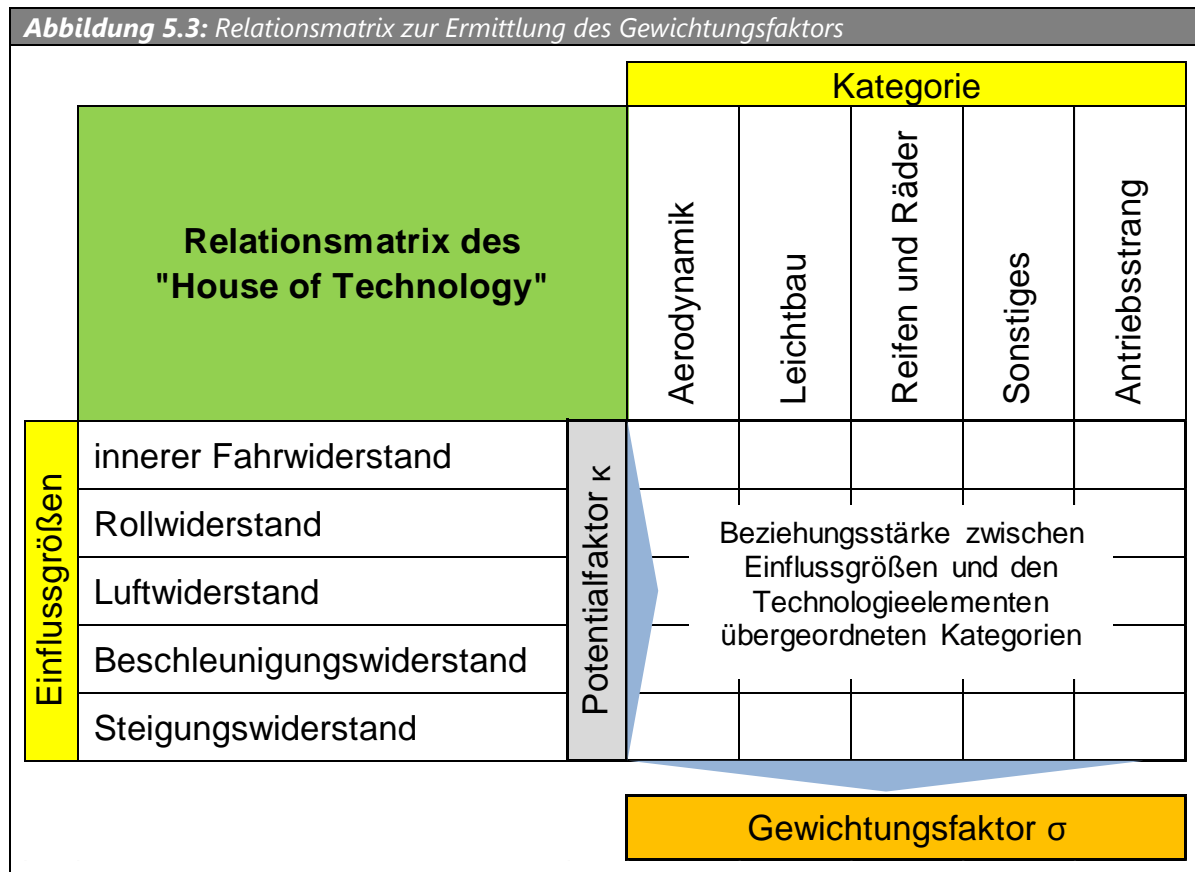 Abbildung 5.3: Relationsmatrix zur Ermittlung des Gewichtungsfaktors
Kategorie
Relationsmatrix des
"House of Technology"
Aerodynamik
Leichtbau
Reifen und Räder
Sonstiges
Antriebsstrang
Einflussgrößen
innerer Fahrwiderstand
Rollwiderstand
Luftwiderstand
Beschleunigungswiderstand
Steigungswiderstand
Potentialfaktor κ
Beziehungsstärke zwischen
Einflussgrößen und den
Technologieelementen
übergeordneten Kategorien
Gewichtungsfaktor σ